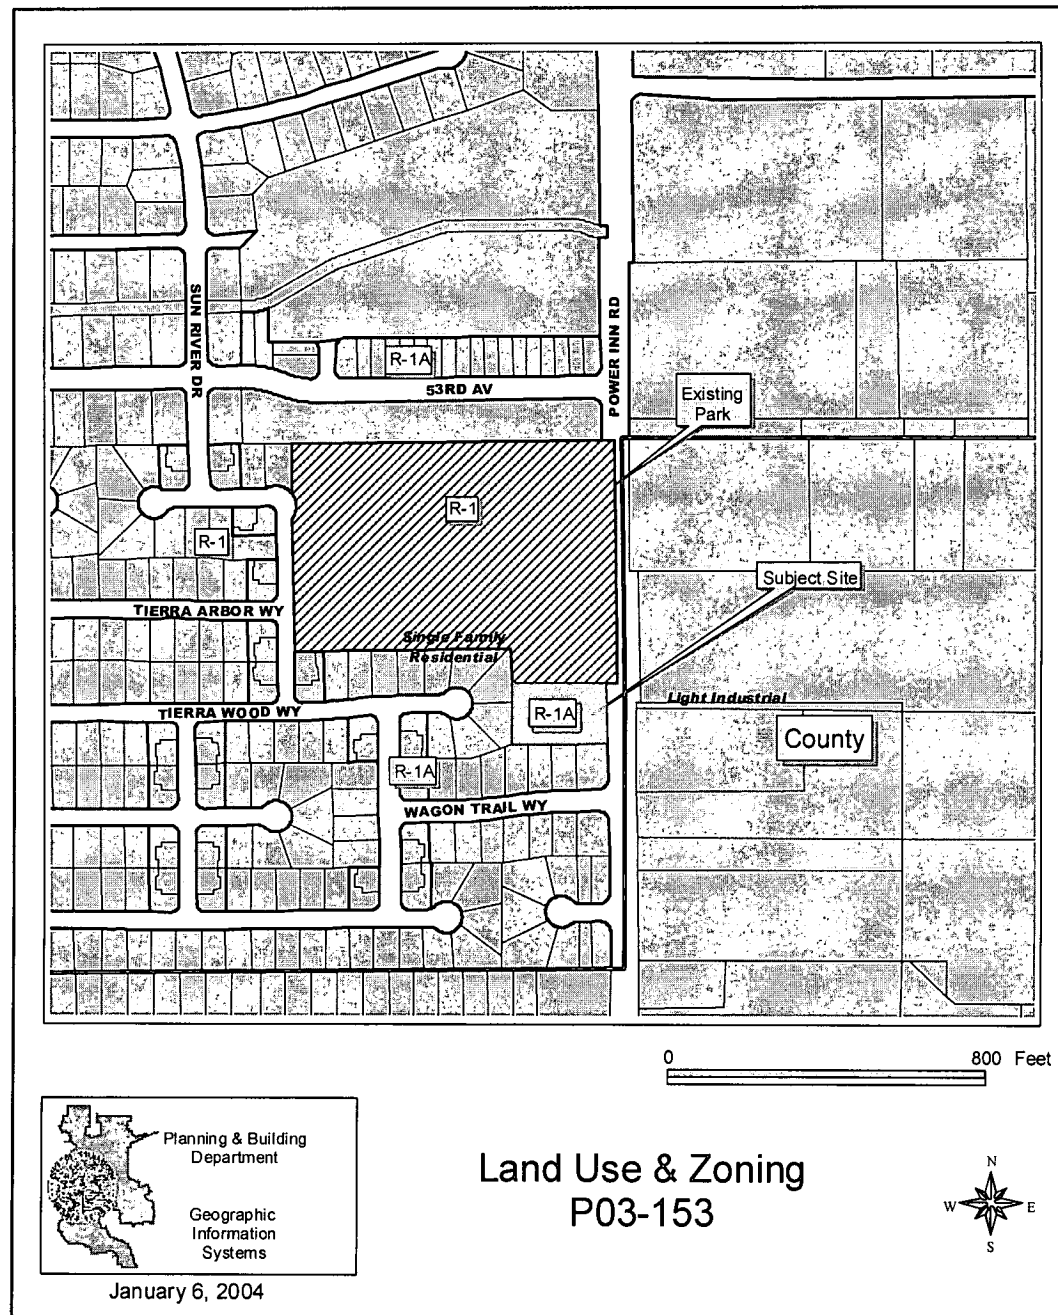 SUN RIVER DR
R-1A
53RD AV
POWER INN RD
Existing
Park
R-1
R-1
Subject Site
TIERRA ARBOR WY
Single Family
Residential
Light Industrial
TIERRA WOOD WY
R-1A
County
R-1A
WAGON TRAIL WY
0 800 Feet
Planning & Building
Department
Geographic
Information
Systems
January 6, 2004
Land Use & Zoning
P03-153
N
W E
S